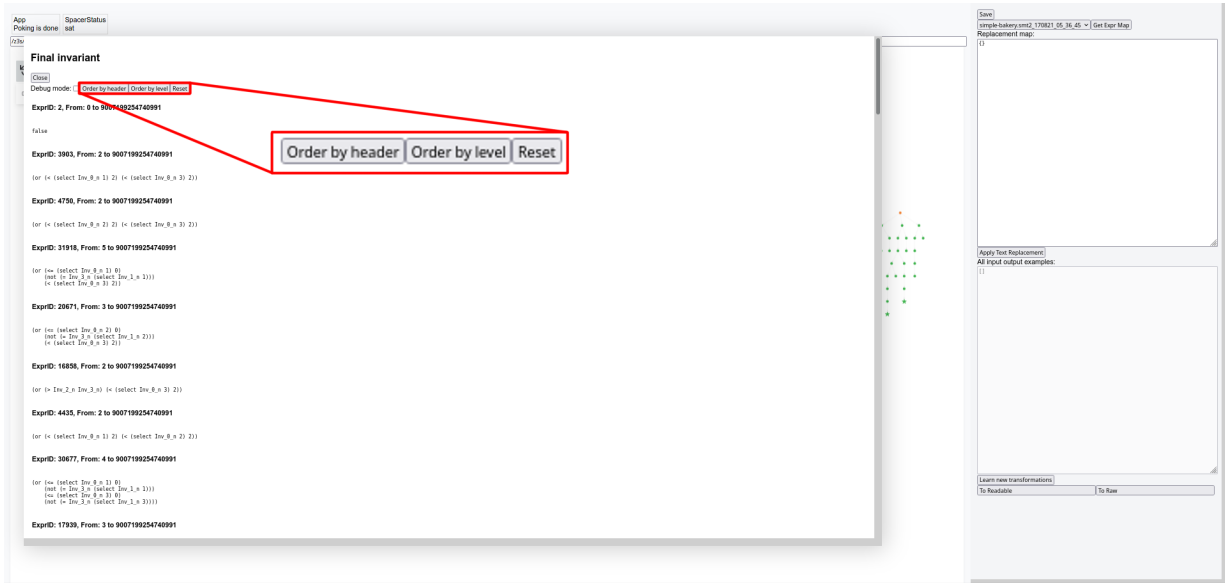 App SpacerStatus
Poking is done sat
Save
simple-bakery.smt2_170821_05_36_45 Get Expr Map
Replacement map:
{}
Final invariant
Close
Debug mode: Order by header Order by level Reset
Order by header Order by level Reset
ExprID: 2, From: 0 to 9007199254740991
false
ExprID: 3903, From: 2 to 9007199254740991
(or (< (select Inv_0_n 1) 2) (< (select Inv_0_n 3) 2))
ExprID: 4750, From: 2 to 9007199254740991
(or (< (select Inv_0_n 2) 2) (< (select Inv_0_n 3) 2))
ExprID: 31918, From: 5 to 9007199254740991
(or (<= (select Inv_0_n 1) 0)
(not (= Inv_3_n (select Inv_1_n 1)))
(< (select Inv_0_n 3) 2))
ExprID: 20671, From: 3 to 9007199254740991
(or (<= (select Inv_0_n 2) 0)
(not (= Inv_3_n (select Inv_1_n 2)))
(< (select Inv_0_n 3) 2))
ExprID: 16858, From: 2 to 9007199254740991
(or (> Inv_2_n Inv_3_n) (< (select Inv_0_n 3) 2))
ExprID: 4435, From: 2 to 9007199254740991
(or (< (select Inv_0_n 1) 2) (< (select Inv_0_n 2) 2))
ExprID: 30677, From: 4 to 9007199254740991
(or (<= (select Inv_0_n 1) 0)
(not (= Inv_3_n (select Inv_1_n 1)))
(<= (select Inv_0_n 3) 0)
(not (= Inv_3_n (select Inv_1_n 3))))
ExprID: 17939, From: 3 to 9007199254740991
Apply Text Replacement
All input output examples:
[]
Learn new transformations
To Readable To Raw